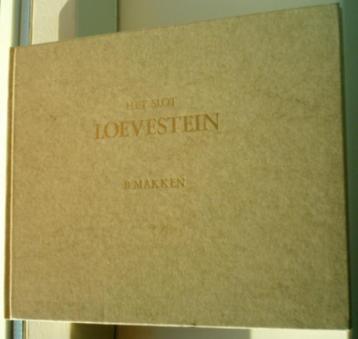 HET SLOT
LOEVESTEIN
B. MAKKEN